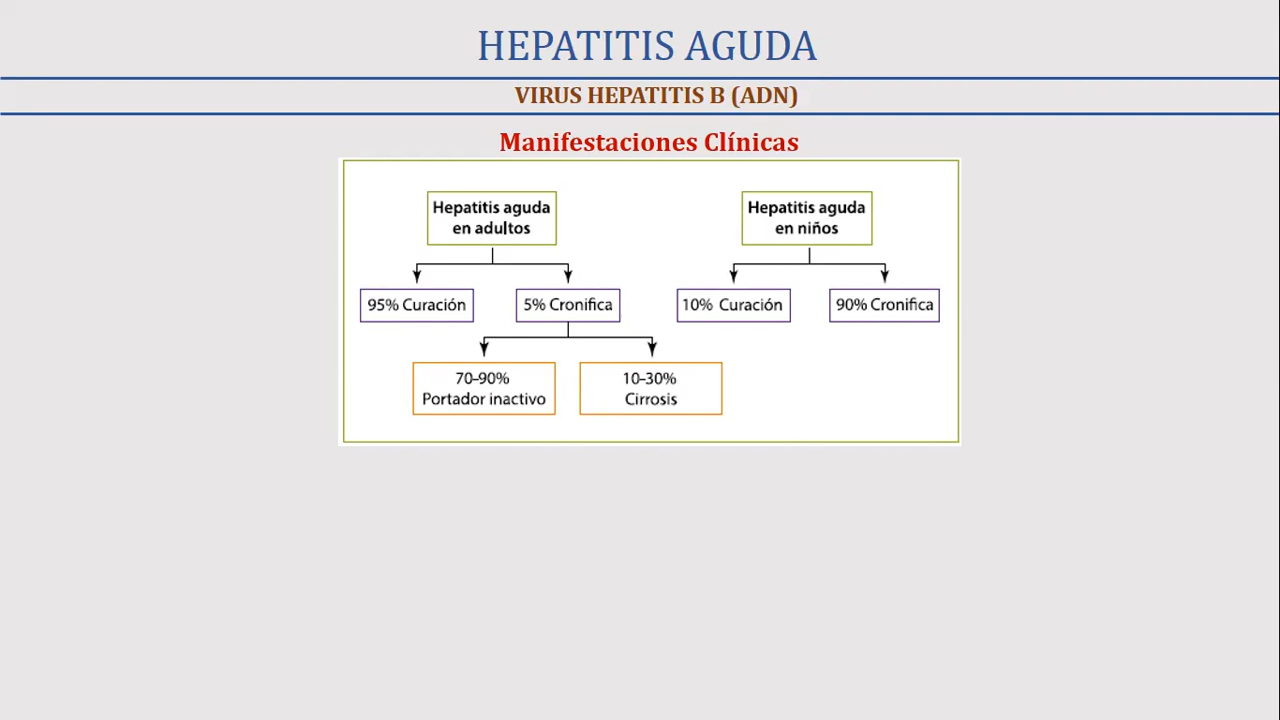 HEPATITIS AGUDA
VIRUS HEPATITIS B (ADN)
Manifestaciones Clínicas
Hepatitis aguda
en adultos
Hepatitis aguda
en niños
95% Curación
5% Cronifica
10% Curación
90% Cronifica
70-90%
Portador inactivo
10-30%
Cirrosis